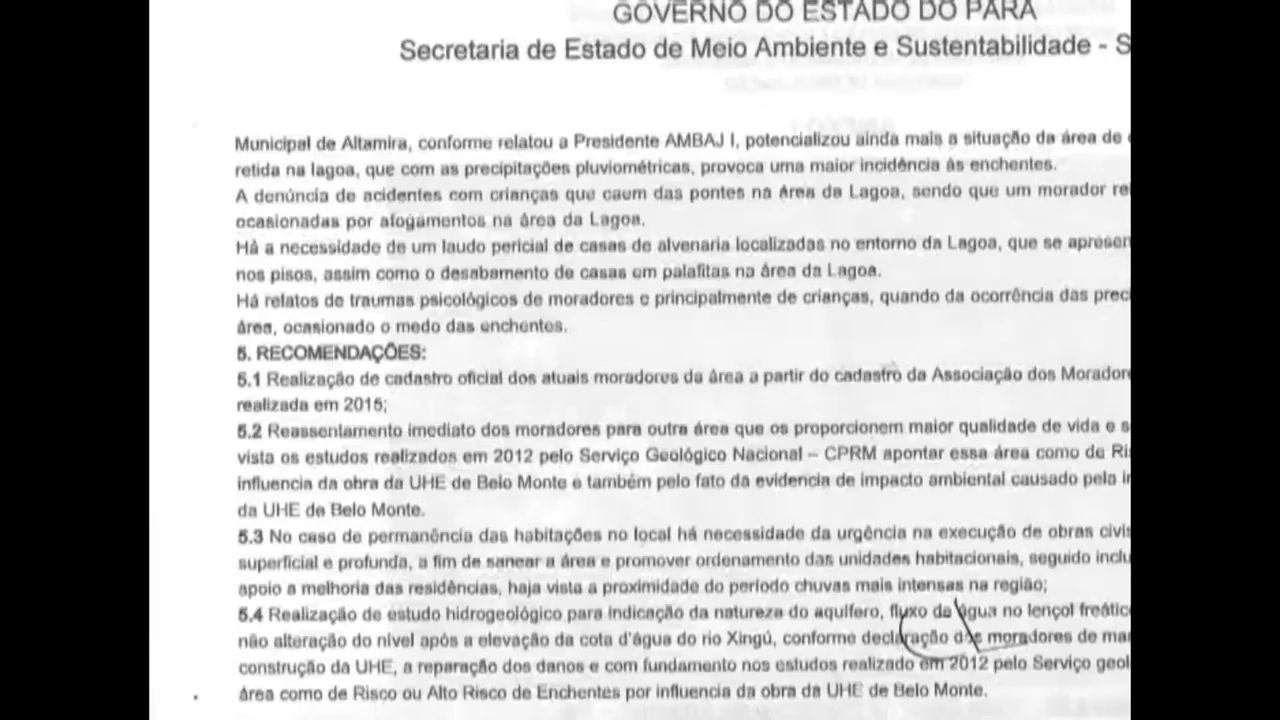 GOVERNO DO ESTADO DO PARÁ
Secretaria de Estado de Meio Ambiente e Sustentabilidade - S
Municipal de Altamira, conforme relatou a Presidente AMBAJ I, potencializou ainda mais a situação da área de
retida na lagoa, que com as precipitações pluviométricas, provoca uma maior incidência às enchentes.
A denúncia de acidentes com crianças que caem das pontes na Área da Lagoa, sendo que um morador re
ocasionadas por afogamentos na área da Lagoa.
Há a necessidade de um laudo pericial de casas de alvenaria localizadas no entorno da Lagoa, que se apresen
nos pisos, assim como o desabamento de casas em palafitas na área da Lagoa.
Há relatos de traumas psicológicos de moradores e principalmente de crianças, quando da ocorrência das prec
área, ocasionado o medo das enchentes.
5. RECOMENDAÇÕES:
5.1 Realização de cadastro oficial dos atuais moradores da área a partir do cadastro da Associação dos Morador
realizada em 2015;
5.2 Reassentamento imediato dos moradores para outra área que os proporcionem maior qualidade de vida e s
vista os estudos realizados em 2012 pelo Serviço Geológico Nacional – CPRM apontar essa área como de Ri
influencia da obra da UHE de Belo Monte e também pelo fato da evidencia de impacto ambiental causado pela i
da UHE de Belo Monte.
5.3 No caso de permanência das habitações no local há necessidade da urgência na execução de obras civi
superficial e profunda, a fim de sanear a área e promover ordenamento das unidades habitacionais, seguido inclu
apoio a melhoria das residências, haja vista a proximidade do período chuvas mais intensas na região;
5.4 Realização de estudo hidrogeológico para indicação da natureza do aquífero, fluxo da água no lençol freátic
não alteração do nível após a elevação da cota d'água do rio Xingú, conforme declaração dos moradores de ma
construção da UHE, a reparação dos danos e com fundamento nos estudos realizado em 2012 pelo Serviço geol
área como de Risco ou Alto Risco de Enchentes por influencia da obra da UHE de Belo Monte.